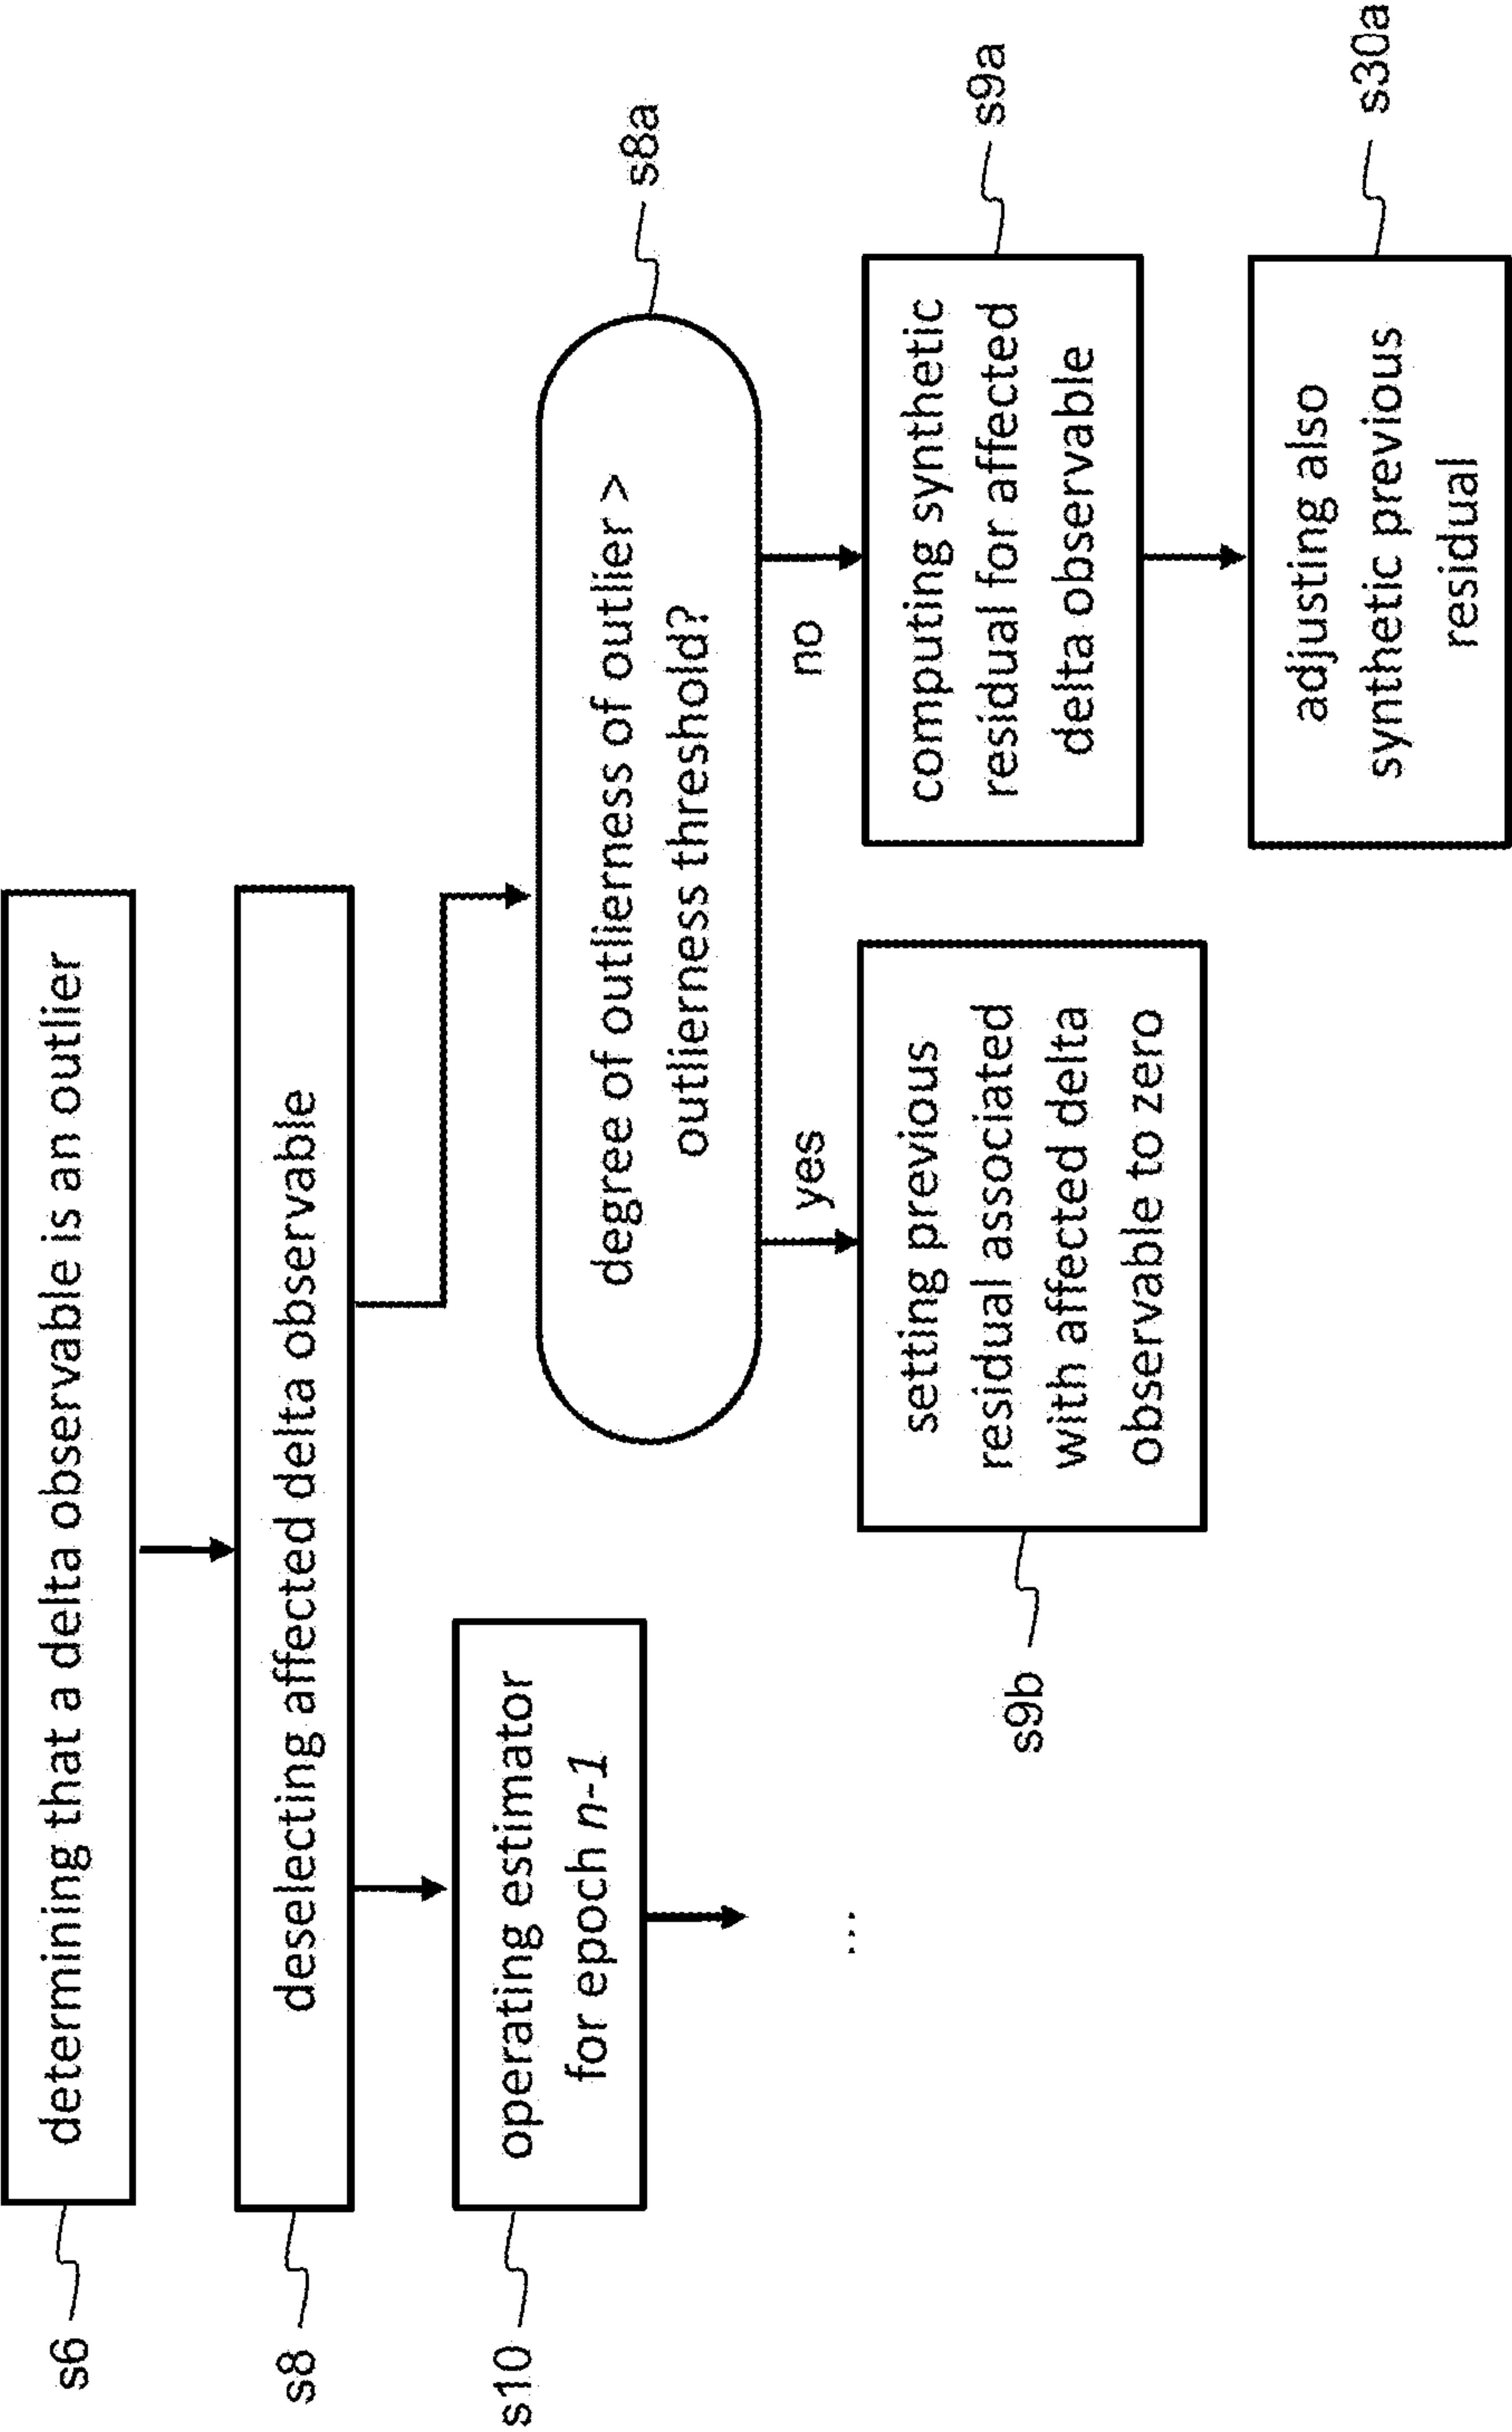 s6
determining that a delta observable is an outlier
s8
deselecting affected delta observable
s10
operating estimator
for epoch n-1
...
degree of outlierness of outlier >
outlierness threshold?
s8a
yes
no
setting previous
residual associated
with affected delta
observable to zero
s9b
computing synthetic
residual for affected
delta observable
s9a
adjusting also
synthetic previous
residual
s30a